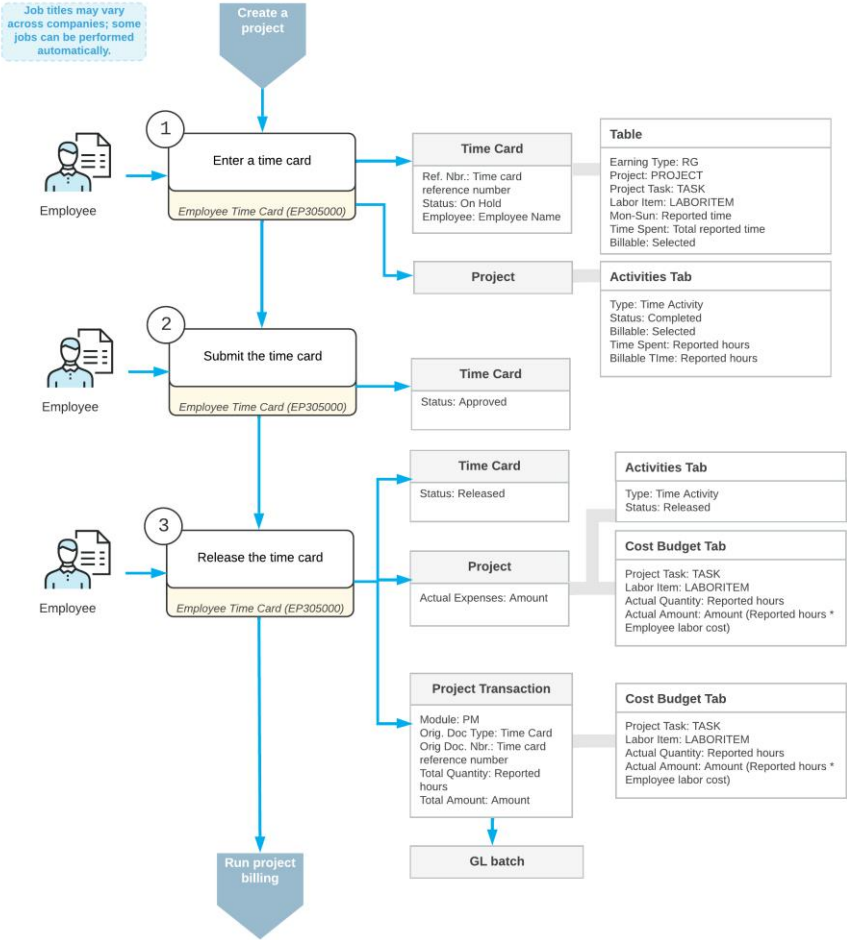 Job titles may vary
across companies; some
jobs can be performed
automatically.
Create a
project
1
Enter a time card
Employee Time Card (EP305000)
Employee
Time Card
Ref. Nbr.: Time card
reference number
Status: On Hold
Employee: Employee Name
Table
Earning Type: RG
Project: PROJECT
Project Task: TASK
Labor Item: LABORITEM
Mon-Sun: Reported time
Time Spent: Total reported time
Billable: Selected
Project
Activities Tab
Type: Time Activity
Status: Completed
Billable: Selected
Time Spent: Reported hours
Billable TIme: Reported hours
2
Submit the time card
Employee Time Card (EP305000)
Employee
Time Card
Status: Approved
3
Release the time card
Employee Time Card (EP305000)
Employee
Time Card
Status: Released
Project
Actual Expenses: Amount
Activities Tab
Type: Time Activity
Status: Released
Cost Budget Tab
Project Task: TASK
Labor Item: LABORITEM
Actual Quantity: Reported hours
Actual Amount: Amount (Reported hours *
Employee labor cost)
Project Transaction
Module: PM
Orig. Doc Type: Time Card
Orig Doc. Nbr.: Time card
reference number
Total Quantity: Reported
hours
Total Amount: Amount
Cost Budget Tab
Project Task: TASK
Labor Item: LABORITEM
Actual Quantity: Reported hours
Actual Amount: Amount (Reported hours *
Employee labor cost)
GL batch
Run project
billing